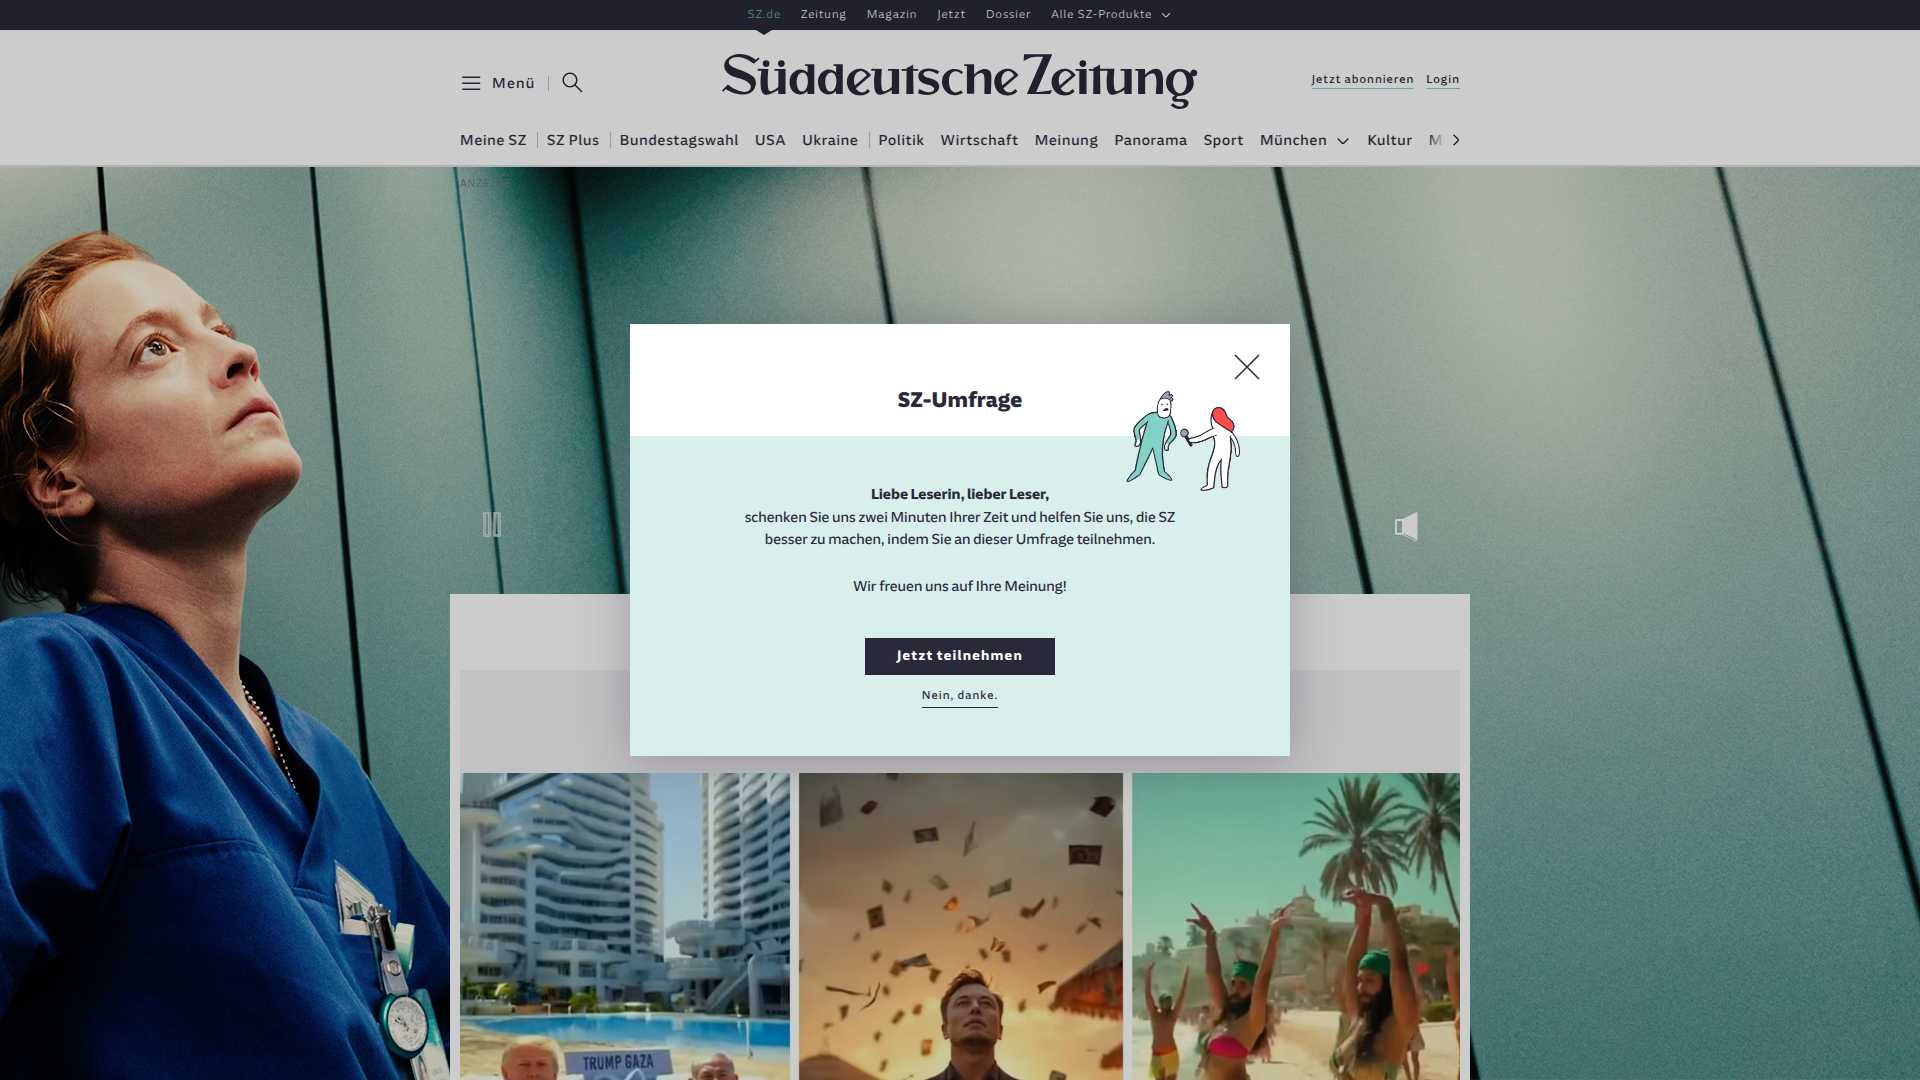 SZ.de Zeitung Magazin Jetzt Dossier Alle SZ-Produkte
Menü
Süddeutsche Zeitung
Jetzt abonnieren Login
Meine SZ SZ Plus Bundestagswahl USA Ukraine Politik Wirtschaft Meinung Panorama Sport München Kultur M
SZ-Umfrage
Liebe Leserin, lieber Leser,
schenken Sie uns zwei Minuten Ihrer Zeit und helfen Sie uns, die SZ
besser zu machen, indem Sie an dieser Umfrage teilnehmen.
Wir freuen uns auf Ihre Meinung!
Jetzt teilnehmen
Nein, danke.
TRUMP GAZA